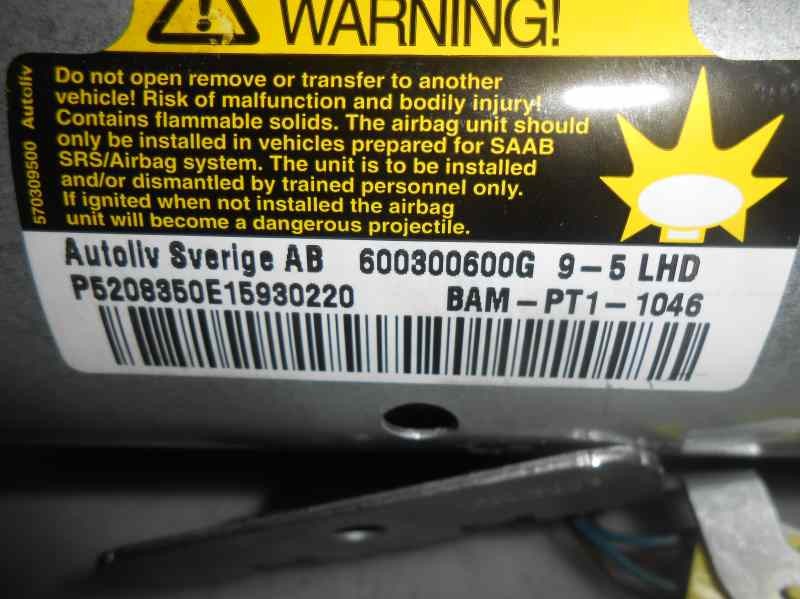 WARNING!
Do not open remove or transfer to another
vehicle! Risk of malfunction and bodily injury!
Contains flammable solids. The airbag unit should
only be installed in vehicles prepared for SAAB
SRS/Airbag system. The unit is to be installed
and/or dismantled by trained personnel only.
If ignited when not installed the airbag
unit will become a dangerous projectile.
570309500 Autoliv
Autoliv Sverige AB 600300600G 9-5 LHD
P5208350E15930220 BAM-PT1-1046